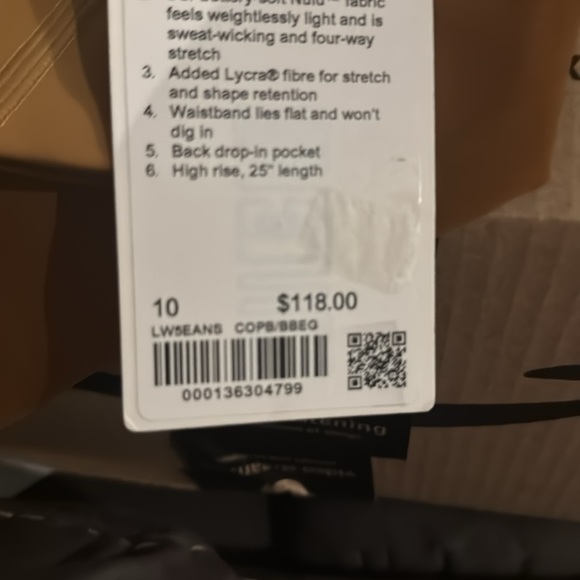 fabric
feels weightlessly light and is
sweat-wicking and four-way
stretch
3. Added Lycra® fibre for stretch
and shape retention
4. Waistband lies flat and won't
dig in
5. Back drop-in pocket
6. High rise, 25" length
10 $118.00
LW5EANS COPB/BBEG
000136304799